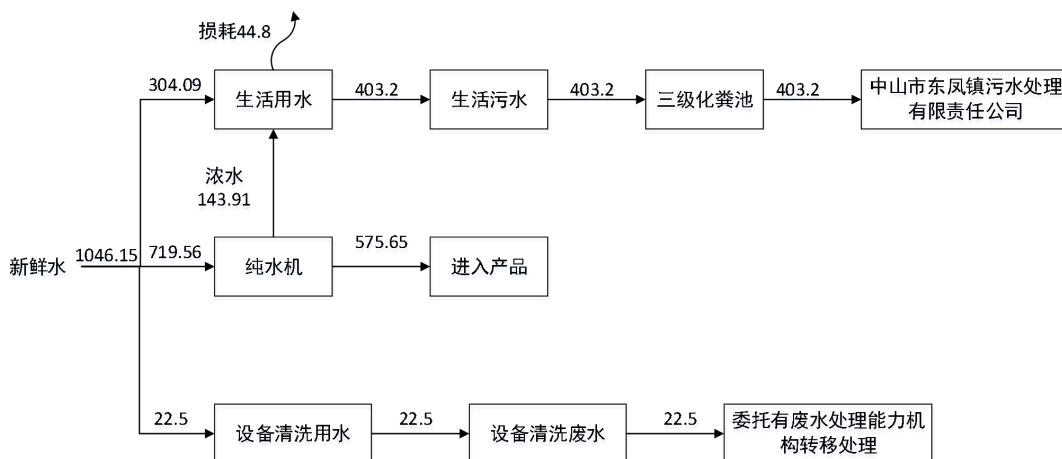 损耗44.8
304.09
生活用水
403.2
生活污水
403.2
三级化粪池
403.2
中山市东凤镇污水处理
有限责任公司
浓水
143.91
新鲜水
1046.15
719.56
纯水机
575.65
进入产品
22.5
设备清洗用水
22.5
设备清洗废水
22.5
委托有废水处理能力机
构转移处理